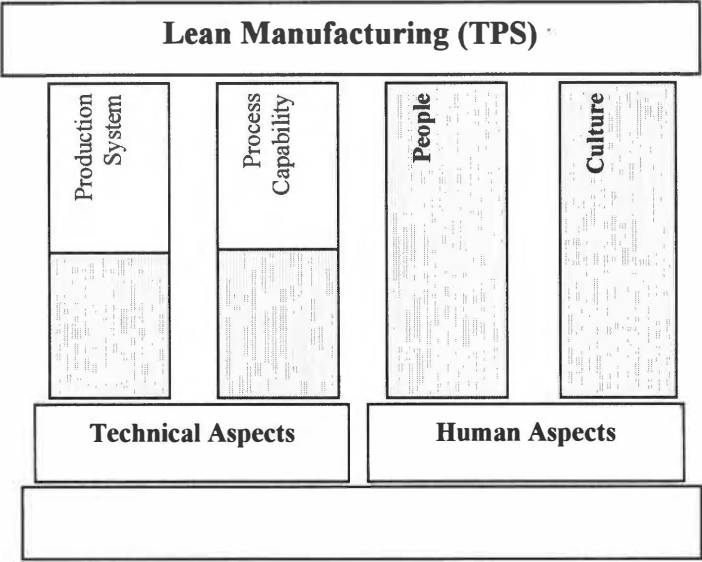 Lean Manufacturing (TPS)
Production
System
Process
Capability
People
Culture
Technical Aspects
Human Aspects